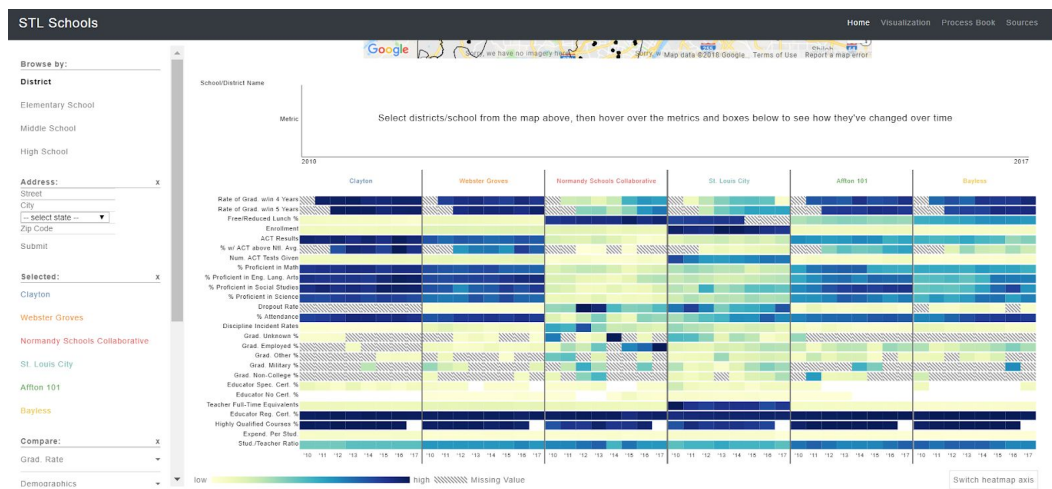 STL Schools
Home Visualization Process Book Sources
Browse by:
District
Elementary School
Middle School
High School
Address: x
Street
City
-- select state --
Zip Code
Submit
Selected: x
Clayton
Webster Groves
Normandy Schools Collaborative
St. Louis City
Affton 101
Bayless
Compare: x
Grad. Rate
Demographics
Google
Sorry, we have no imagery here.
Sorry, w
Map data ©2018 Google Terms of Use Report a map error
School/District Name
Metric
Select districts/school from the map above, then hover over the metrics and boxes below to see how they've changed over time
2010 2017
Clayton Webster Groves Normandy Schools Collaborative St. Louis City Affton 101 Bayless
Rate of Grad. w/in 4 Years
Rate of Grad. w/in 5 Years
Free/Reduced Lunch %
Enrollment
ACT Results
% w/ ACT above Ntl. Avg.
Num. ACT Tests Given
% Proficient in Math
% Proficient in Eng. Lang. Arts
% Proficient in Social Studies
% Proficient in Science
Dropout Rate
% Attendance
Discipline Incident Rates
Grad. Unknown %
Grad. Employed %
Grad. Other %
Grad. Military %
Grad. Non-College %
Educator Spec. Cert. %
Educator No Cert. %
Teacher Full-Time Equivalents
Educator Reg. Cert. %
Highly Qualified Courses %
Expend. Per Stud.
Stud./Teacher Ratio
'10 '11 '12 '13 '14 '15 '16 '17 '10 '11 '12 '13 '14 '15 '16 '17 '10 '11 '12 '13 '14 '15 '16 '17 '10 '11 '12 '13 '14 '15 '16 '17 '10 '11 '12 '13 '14 '15 '16 '17 '10 '11 '12 '13 '14 '15 '16 '17
low high Missing Value
Switch heatmap axis